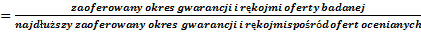 = zaoferowany okres gwarancji i rękojmi oferty badanej
najdłuższy zaoferowany okres gwarancji i rękojmispośród ofert ocenianych